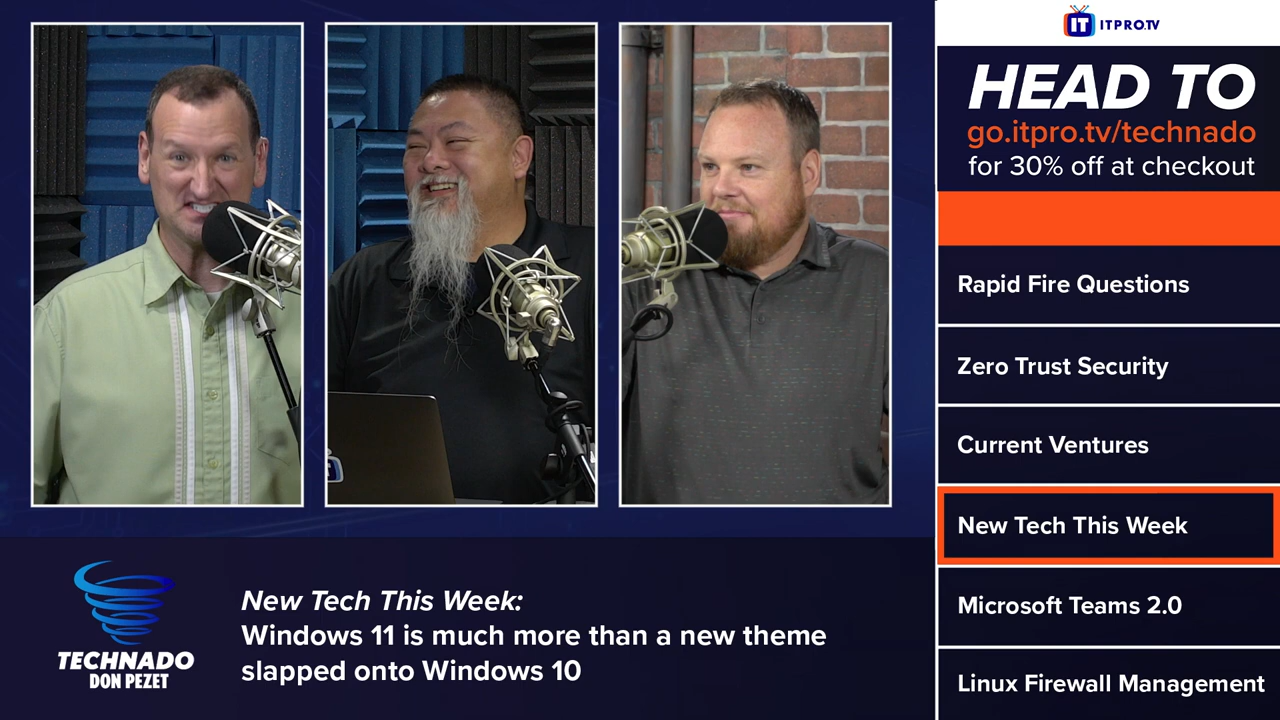 IT ITPRO.TV
HEAD TO
go.itpro.tv/technado
for 30% off at checkout
Rapid Fire Questions
Zero Trust Security
Current Ventures
New Tech This Week
Microsoft Teams 2.0
Linux Firewall Management
TECHNADO
DON PEZET
New Tech This Week:
Windows 11 is much more than a new theme
slapped onto Windows 10